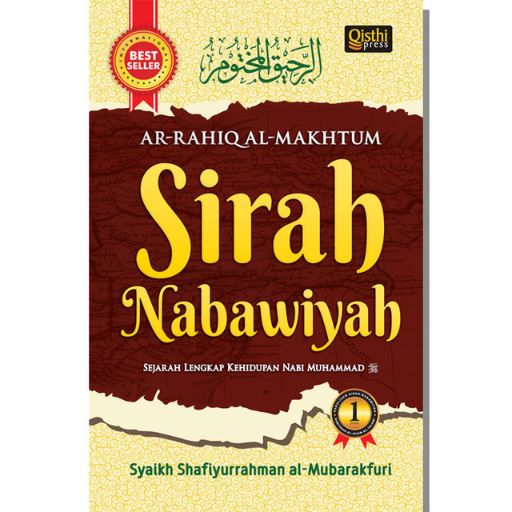 INTERNATIONAL
BEST
SELLER
الرحيق المختوم
Qisthi
press
AR-RAHIQ AL-MAKHTUM
Sirah
Nabawiyah
SEJARAH LENGKAP KEHIDUPAN NABI MUHAMMAD ﷺ
1
Syaikh Shafiyurrahman al-Mubarakfuri